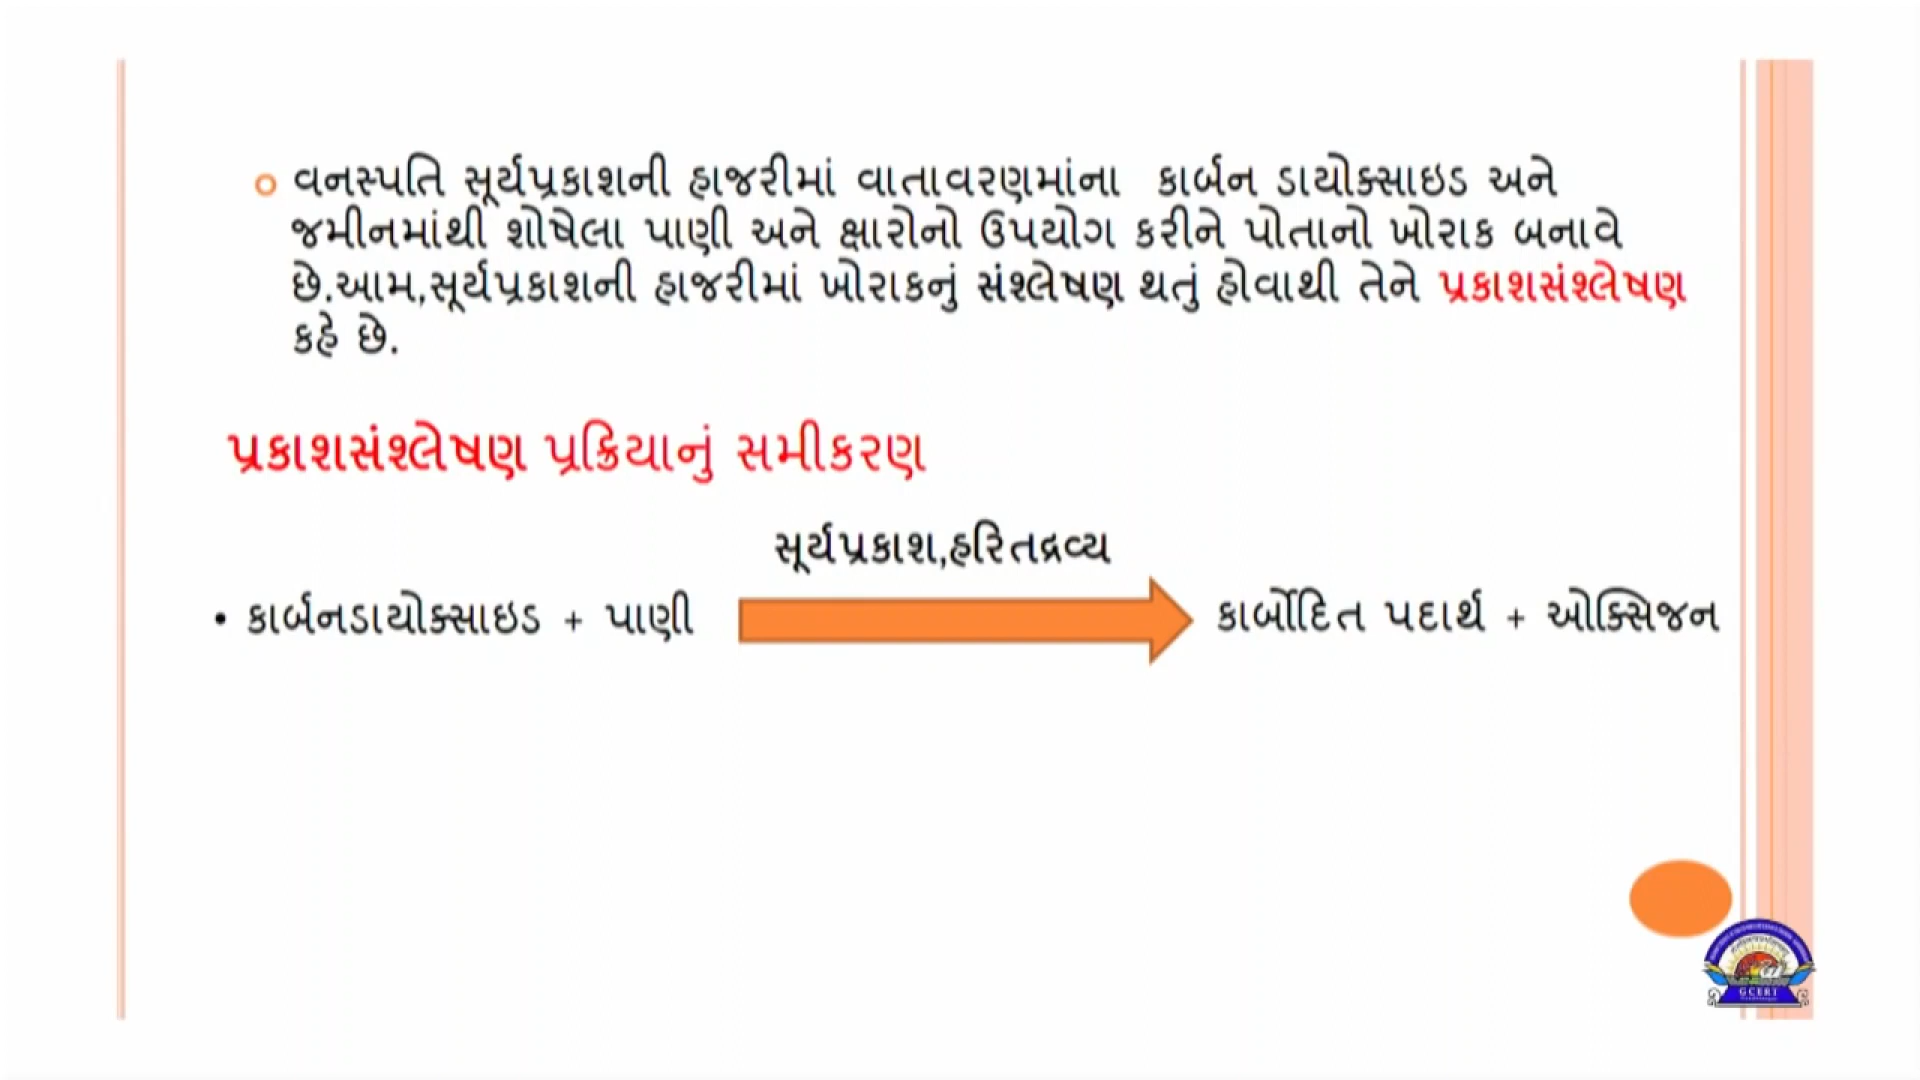 વનસ્પતિ સૂર્યપ્રકાશની હાજરીમાં વાતાવરણમાંના કાર્બન ડાયોક્સાઇડ અને
જમીનમાંથી શોષેલા પાણી અને ક્ષારોનો ઉપયોગ કરીને પોતાનો ખોરાક બનાવે
છે.આમ,સૂર્યપ્રકાશની હાજરીમાં ખોરાકનું સંશ્લેષણ થતું હોવાથી તેને પ્રકાશસંશ્લેષણ
કહે છે.
પ્રકાશસંશ્લેષણ પ્રક્રિયાનું સમીકરણ
સૂર્યપ્રકાશ,હરિતદ્રવ્ય
• કાર્બનડાયોક્સાઇડ + પાણી
કાર્બોદિત પદાર્થ + ઓક્સિજન
GCERT